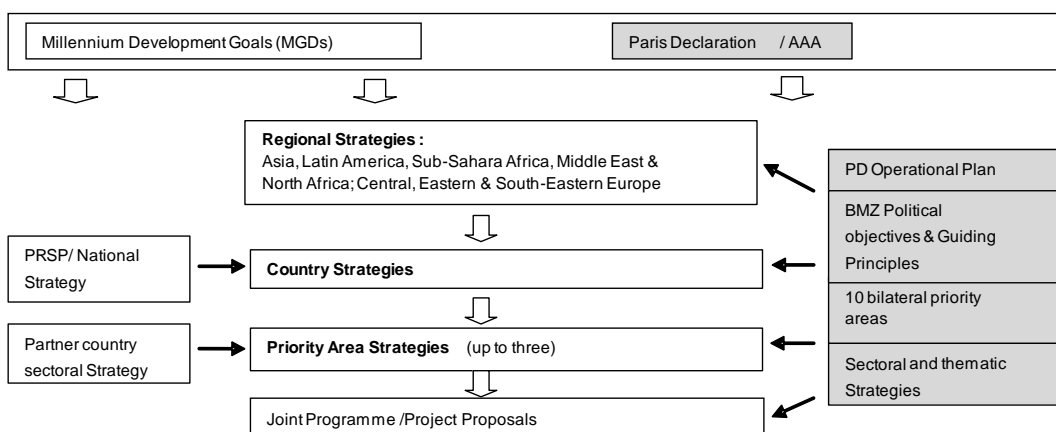 Millennium Development Goals (MGDs)
Paris Declaration / AAA
Regional Strategies :
Asia, Latin America, Sub-Sahara Africa, Middle East &
North Africa; Central, Eastern & South-Eastern Europe
PD Operational Plan
BMZ Political
objectives & Guiding
Principles
PRSP/ National
Strategy
Country Strategies
10 bilateral priority
areas
Partner country
sectoral Strategy
Priority Area Strategies (up to three)
Sectoral and thematic
Strategies
Joint Programme /Project Proposals